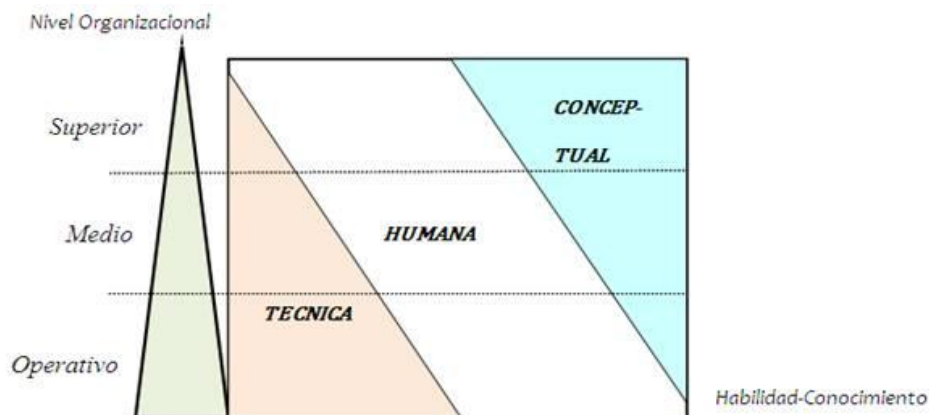 Nivel Organizacional
Superior
CONCEP-
TUAL
Medio
HUMANA
TECNICA
Operativo
Habilidad-Conocimiento